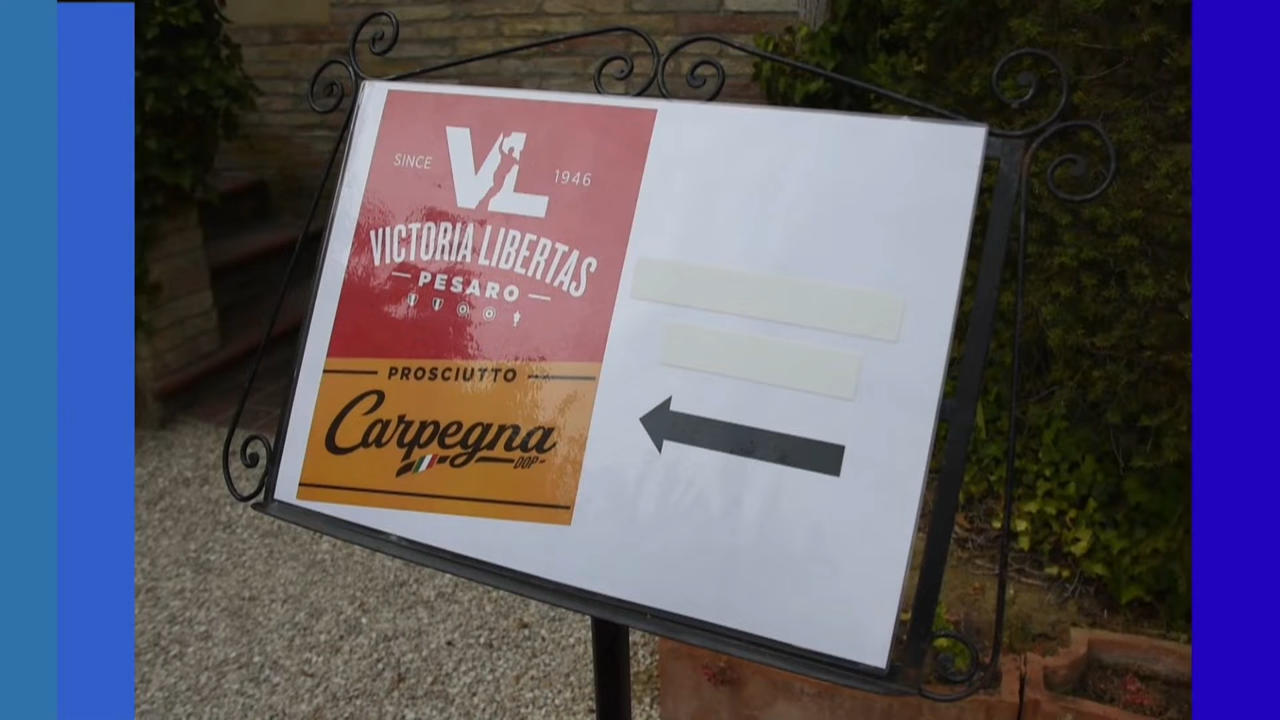 SINCE VL 1946
VICTORIA LIBERTAS
PESARO
PROSCIUTTO
Carpegna
DOP